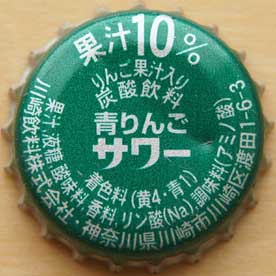 果汁10%
りんご果汁入り
炭酸飲料
青りんご
サワー
着色料(黄4・青1)
果汁、液糖、酸味料、香料、リン酸(Na)、調味料(アミノ酸)
川崎飲料株式会社 神奈川県川崎市川崎区殿田1-6-3